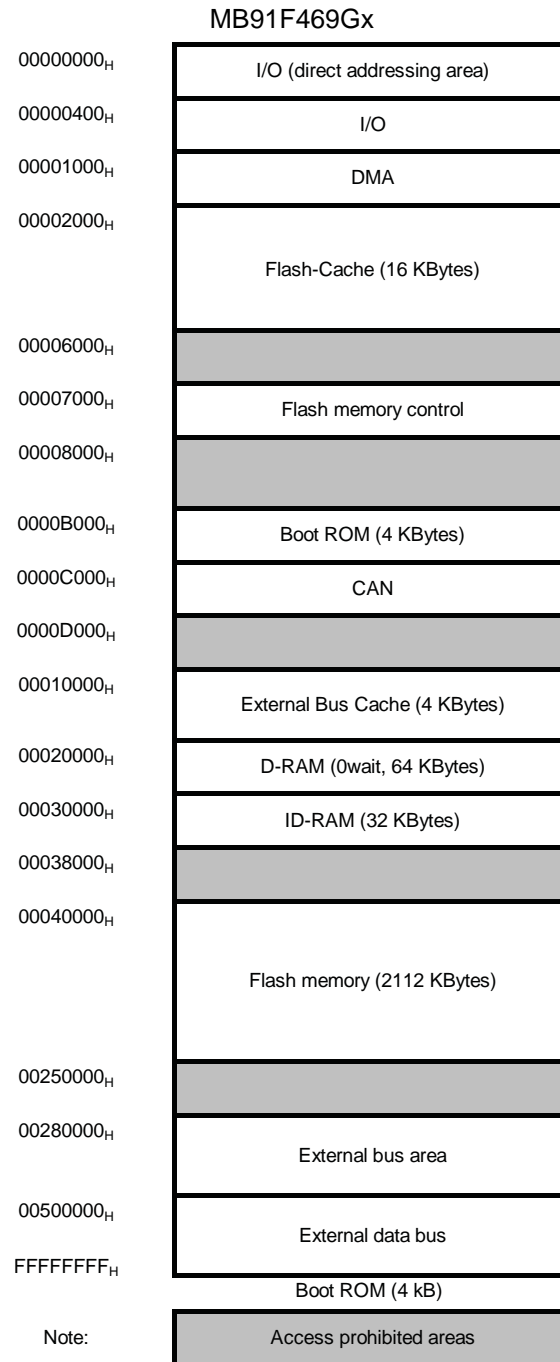 MB91F469Gx
00000000H
I/O (direct addressing area)
00000400H
I/O
00001000H
DMA
00002000H
Flash-Cache (16 KBytes)
00006000H
00007000H
Flash memory control
00008000H
0000B000H
Boot ROM (4 KBytes)
0000C000H
CAN
0000D000H
00010000H
External Bus Cache (4 KBytes)
00020000H
D-RAM (0wait, 64 KBytes)
00030000H
ID-RAM (32 KBytes)
00038000H
00040000H
Flash memory (2112 KBytes)
00250000H
00280000H
External bus area
00500000H
External data bus
FFFFFFFFH
Boot ROM (4 kB)
Note:
Access prohibited areas